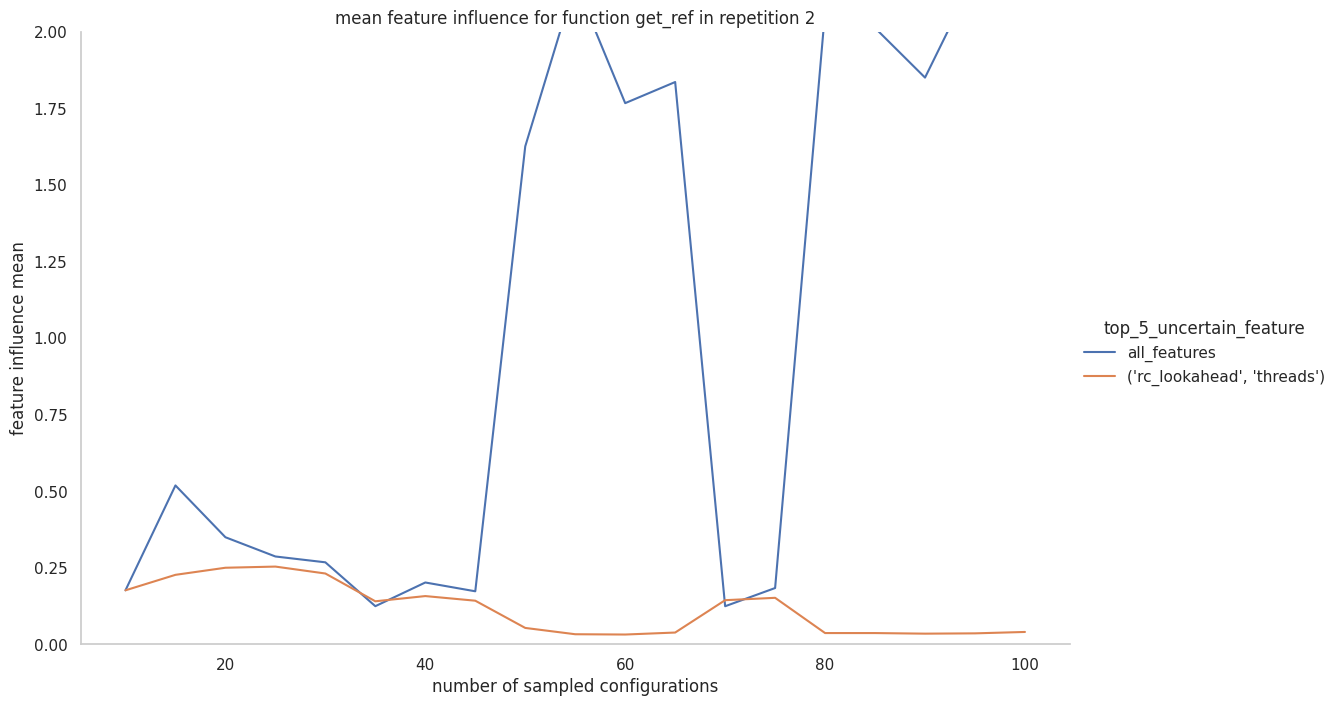 mean feature influence for function get_ref in repetition 2
2.00
1.75
1.50
1.25
1.00
0.75
0.50
0.25
0.00
feature influence mean
20 40 60 80 100
number of sampled configurations
top_5_uncertain_feature
all_features
('rc_lookahead', 'threads')